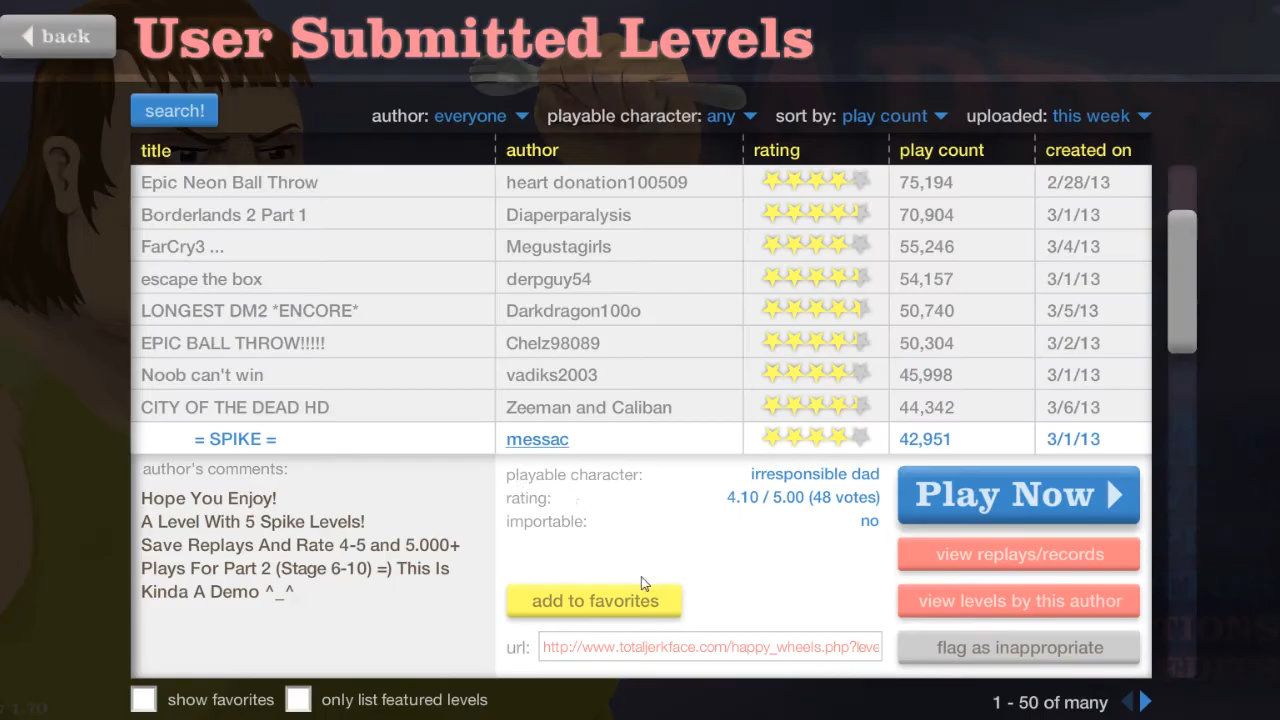 back
User Submitted Levels
search!
author: everyone playable character: any sort by: play count uploaded: this week
title author rating play count created on
Epic Neon Ball Throw heart donation100509 75,194 2/28/13
Borderlands 2 Part 1 Diaperparalysis 70,904 3/1/13
FarCry3 ... Megustagirls 55,246 3/4/13
escape the box derpguy54 54,157 3/1/13
LONGEST DM2 *ENCORE* Darkdragon100o 50,740 3/5/13
EPIC BALL THROW!!!!! Chelz98089 50,304 3/2/13
Noob can't win vadiks2003 45,998 3/1/13
CITY OF THE DEAD HD Zeeman and Caliban 44,342 3/6/13
= SPIKE = messac 42,951 3/1/13
author's comments:
Hope You Enjoy!
A Level With 5 Spike Levels!
Save Replays And Rate 4-5 and 5.000+
Plays For Part 2 (Stage 6-10) =) This Is
Kinda A Demo ^_^
playable character: irresponsible dad
rating: 4.10 / 5.00 (48 votes)
importable: no
add to favorites
url: http://www.totaljerkface.com/happy_wheels.php?leve
Play Now
view replays/records
view levels by this author
flag as inappropriate
show favorites only list featured levels
1 - 50 of many